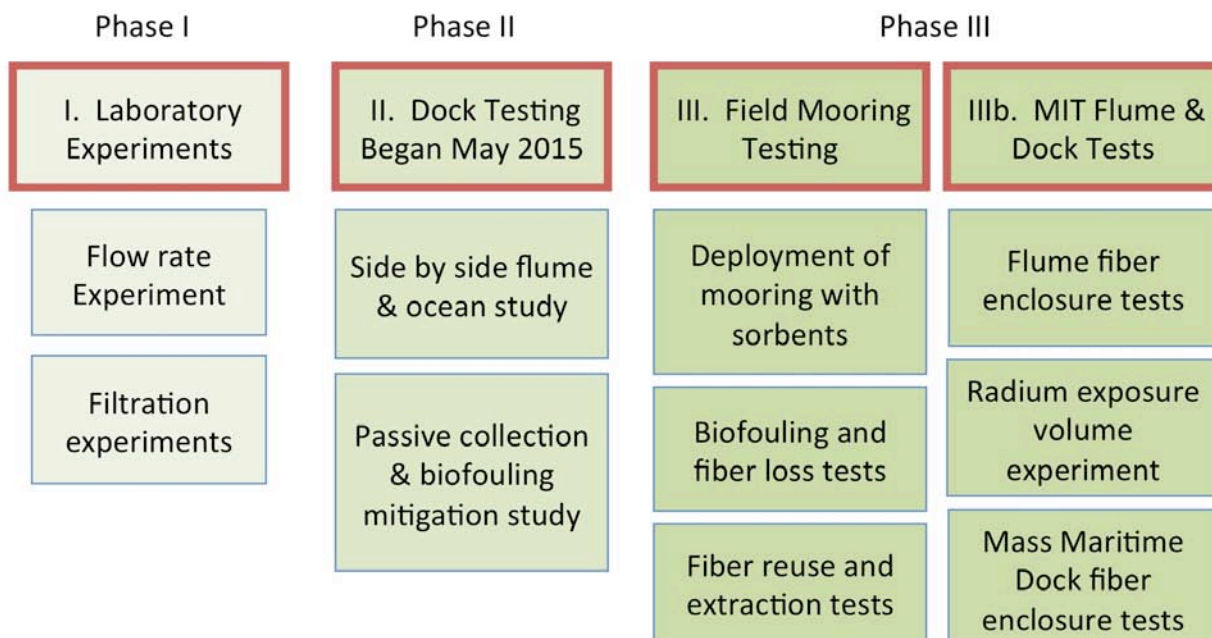 Phase I
Phase II
Phase III
I. Laboratory
Experiments
II. Dock Testing
Began May 2015
III. Field Mooring
Testing
IIIb. MIT Flume &
Dock Tests
Flow rate
Experiment
Filtration
experiments
Side by side flume
& ocean study
Passive collection
& biofouling
mitigation study
Deployment of
mooring with
sorbents
Biofouling and
fiber loss tests
Fiber reuse and
extraction tests
Flume fiber
enclosure tests
Radium exposure
volume
experiment
Mass Maritime
Dock fiber
enclosure tests